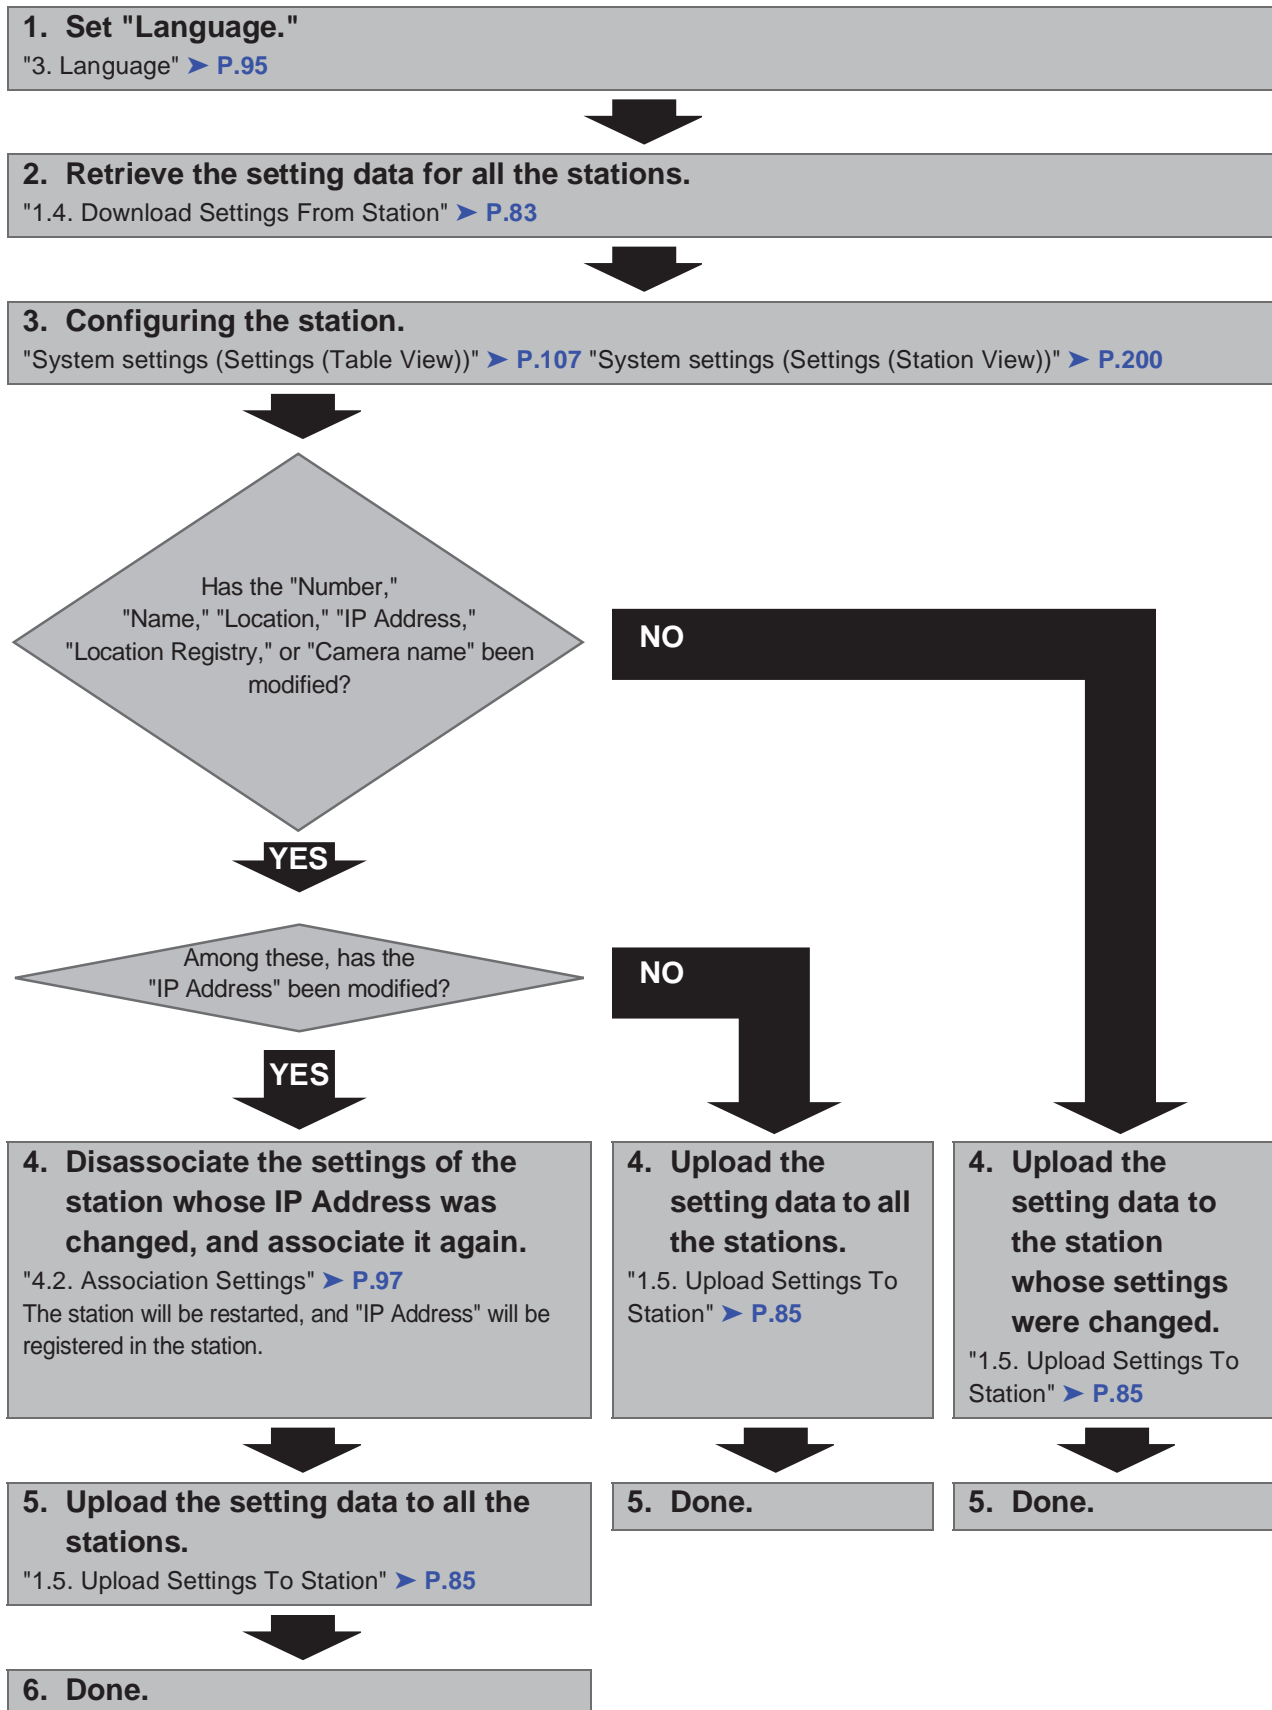 1. Set "Language."
"3. Language" ➤ P.95
2. Retrieve the setting data for all the stations.
"1.4. Download Settings From Station" ➤ P.83
3. Configuring the station.
"System settings (Settings (Table View))" ➤ P.107 "System settings (Settings (Station View))" ➤ P.200
Has the "Number,"
"Name," "Location," "IP Address,"
"Location Registry," or "Camera name" been
modified?
NO
YES
Among these, has the
"IP Address" been modified?
NO
YES
4. Disassociate the settings of the
station whose IP Address was
changed, and associate it again.
"4.2. Association Settings" ➤ P.97
The station will be restarted, and "IP Address" will be
registered in the station.
4. Upload the
setting data to all
the stations.
"1.5. Upload Settings To
Station" ➤ P.85
4. Upload the
setting data to
the station
whose settings
were changed.
"1.5. Upload Settings To
Station" ➤ P.85
5. Upload the setting data to all the
stations.
"1.5. Upload Settings To Station" ➤ P.85
5. Done.
5. Done.
6. Done.